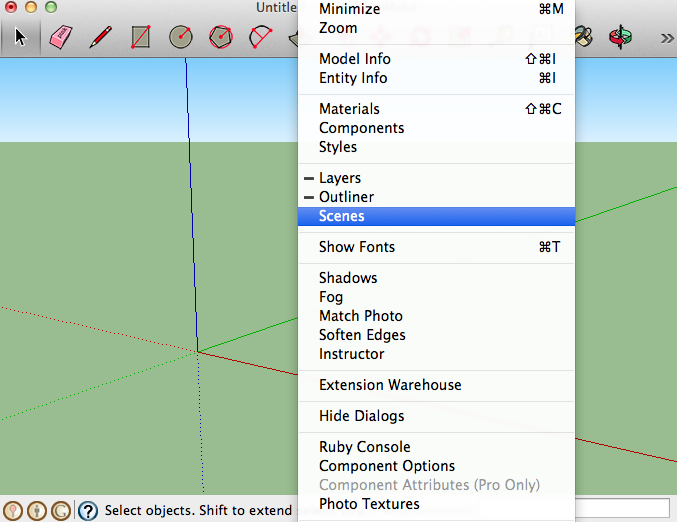 Untitle
Minimize ⌘M
Zoom
Model Info ⇧⌘I
Entity Info ⌘I
Materials ⇧⌘C
Components
Styles
Layers
Outliner
Scenes
Show Fonts ⌘T
Shadows
Fog
Match Photo
Soften Edges
Instructor
Extension Warehouse
Hide Dialogs
Ruby Console
Component Options
Component Attributes (Pro Only)
Photo Textures
Select objects. Shift to extend